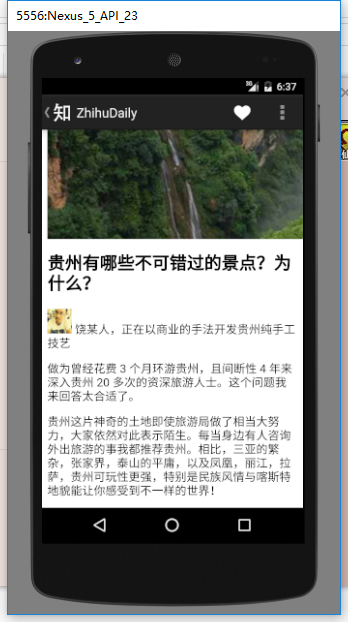 5556:Nexus_5_API_23
6:37
知 ZhihuDaily
贵州有哪些不可错过的景点？为
什么？
饶某人，正在以商业的手法开发贵州纯手工
技艺
做为曾经花费 3 个月环游贵州，且间断性 4 年来
深入贵州 20 多次的资深旅游人士。这个问题我
来回答太合适了。
贵州这片神奇的土地即使旅游局做了相当大努
力，大家依然对此表示陌生。每当身边有人咨询
外出旅游的事我都推荐贵州。相比，三亚的繁
杂，张家界，泰山的平庸，以及凤凰，丽江，拉
萨，贵州可玩性更强，特别是民族风情与喀斯特
地貌能让你感受到不一样的世界！